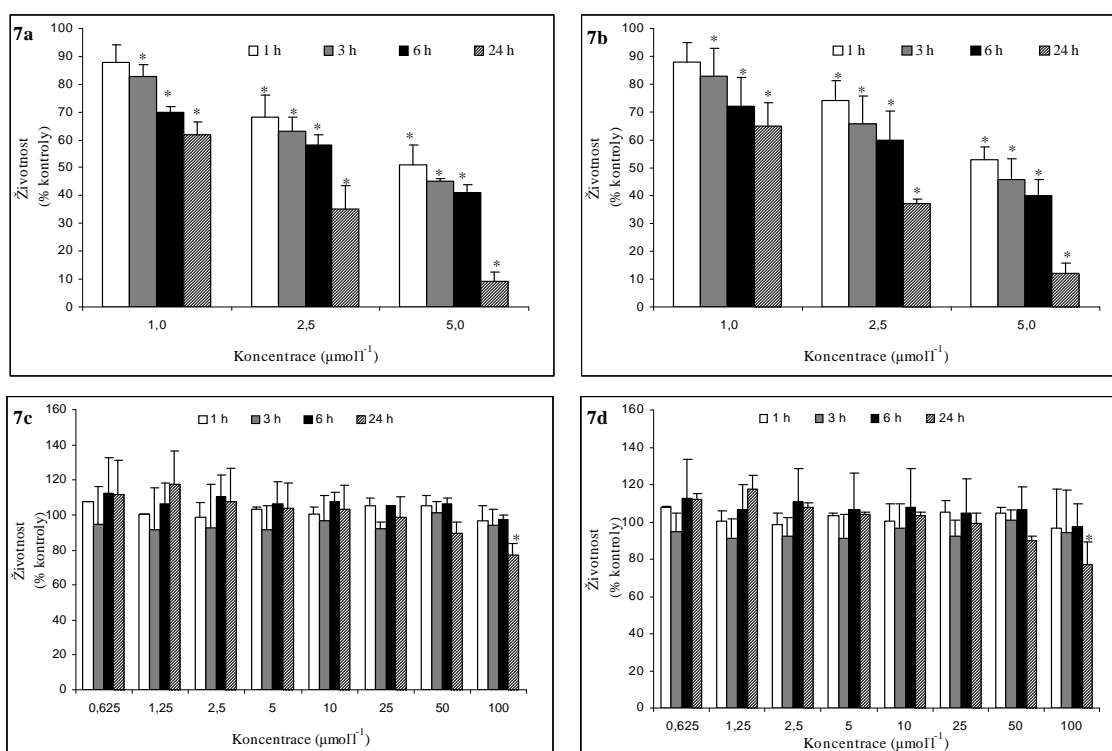 7a
1 h 3 h 6 h 24 h
100
90
80
70
60
50
40
30
20
10
0
Životnost
(% kontroly)
* * *
* * * *
* * * *
1,0 2,5 5,0
Koncentrace (μmol·l⁻¹)
7b
1 h 3 h 6 h 24 h
100
90
80
70
60
50
40
30
20
10
0
Životnost
(% kontroly)
* * *
* * * *
* * * *
1,0 2,5 5,0
Koncentrace (μmol·l⁻¹)
7c
1 h 3 h 6 h 24 h
160
140
120
100
80
60
40
20
0
Životnost
(% kontroly)
*
0,625 1,25 2,5 5 10 25 50 100
Koncentrace (μmol·l⁻¹)
7d
1 h 3 h 6 h 24 h
160
140
120
100
80
60
40
20
0
Životnost
(% kontroly)
*
0,625 1,25 2,5 5 10 25 50 100
Koncentrace (μmol·l⁻¹)